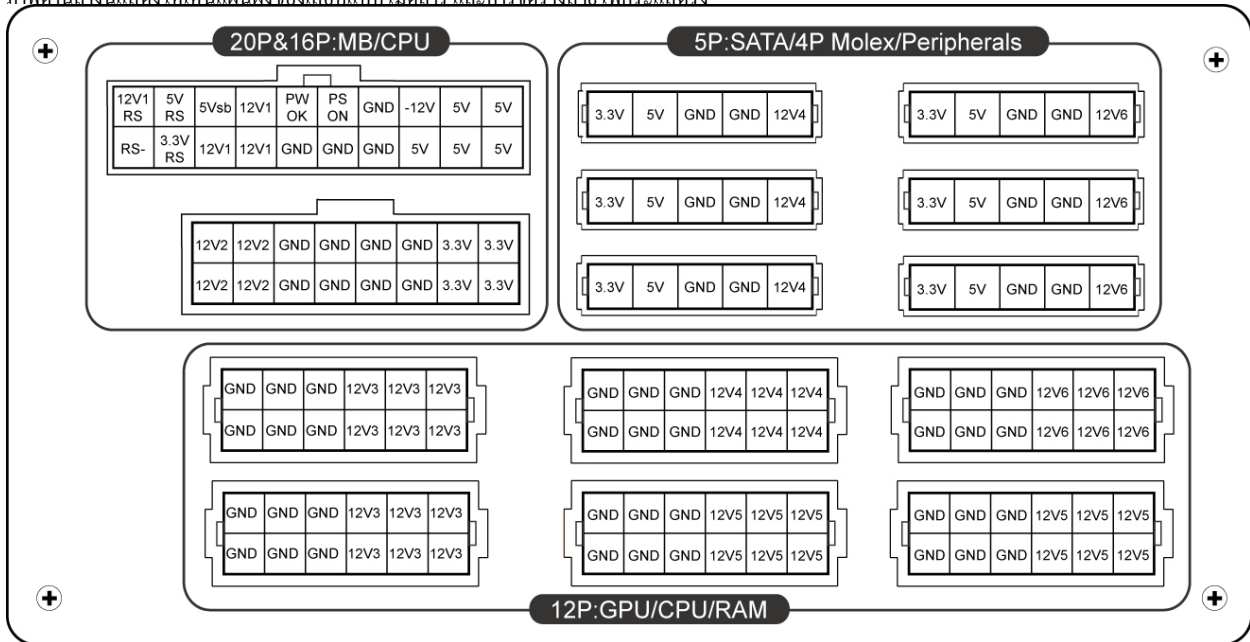 20P&16P:MB/CPU
12V1 RS 5V RS 5Vsb 12V1 PW OK PS ON GND -12V 5V 5V
RS- 3.3V RS 12V1 12V1 GND GND GND 5V 5V 5V
12V2 12V2 GND GND GND GND 3.3V 3.3V
12V2 12V2 GND GND GND GND 3.3V 3.3V
5P:SATA/4P Molex/Peripherals
3.3V 5V GND GND 12V4
3.3V 5V GND GND 12V6
3.3V 5V GND GND 12V4
3.3V 5V GND GND 12V6
3.3V 5V GND GND 12V4
3.3V 5V GND GND 12V6
GND GND GND 12V3 12V3 12V3
GND GND GND 12V3 12V3 12V3
GND GND GND 12V4 12V4 12V4
GND GND GND 12V4 12V4 12V4
GND GND GND 12V6 12V6 12V6
GND GND GND 12V6 12V6 12V6
GND GND GND 12V3 12V3 12V3
GND GND GND 12V3 12V3 12V3
GND GND GND 12V5 12V5 12V5
GND GND GND 12V5 12V5 12V5
GND GND GND 12V5 12V5 12V5
GND GND GND 12V5 12V5 12V5
12P:GPU/CPU/RAM